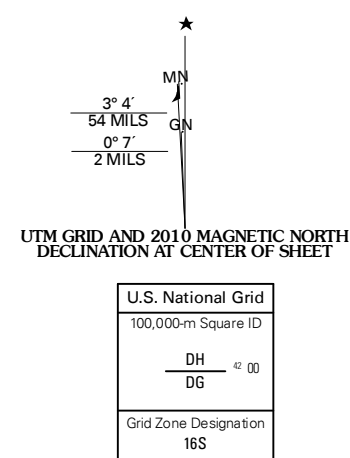 ★
MN
3° 4´
54 MILS
GN
0° 7´
2 MILS
UTM GRID AND 2010 MAGNETIC NORTH
DECLINATION AT CENTER OF SHEET
U.S. National Grid
100,000-m Square ID
DH
42 00
DG
Grid Zone Designation
16S